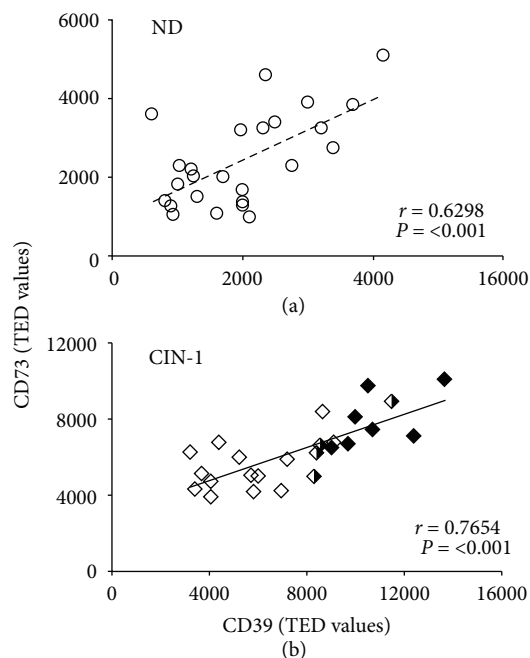 6000
ND
4000
2000
r = 0.6298
P = <0.001
0
0 2000 4000 16000
(a)
CD73 (TED values)
12000
CIN-1
8000
4000
r = 0.7654
P = <0.001
0
4000 8000 12000 16000
CD39 (TED values)
(b)